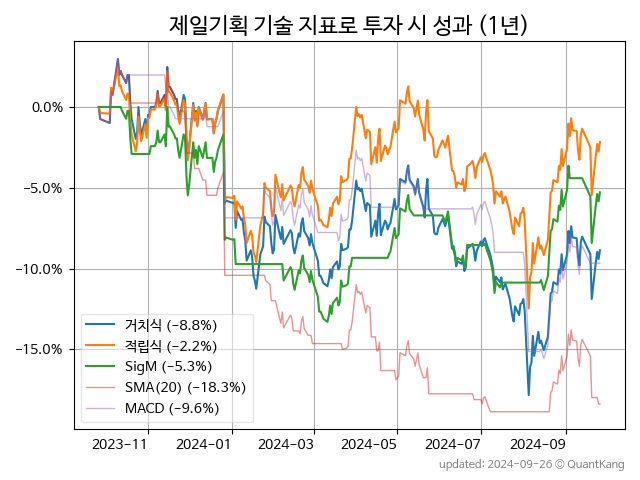 제일기획 기술 지표로 투자 시 성과 (1년)
0.0%
−5.0%
−10.0%
−15.0%
거치식 (−8.8%)
적립식 (−2.2%)
SigM (−5.3%)
SMA(20) (−18.3%)
MACD (−9.6%)
2023−11 2024−01 2024−03 2024−05 2024−07 2024−09
updated: 2024−09−26 © QuantKang